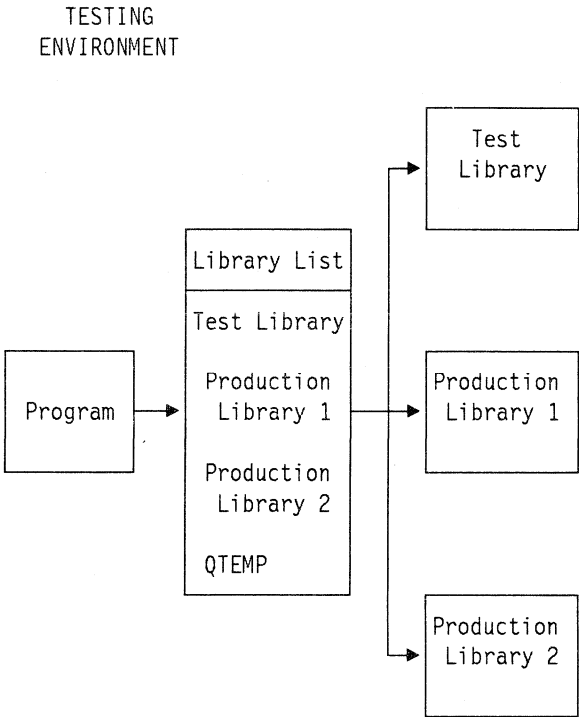 TESTING
ENVIRONMENT
Test
Library
Library List
Test Library
Production
Library 1
Production
Library 2
QTEMP
Program
Production
Library 1
Production
Library 2